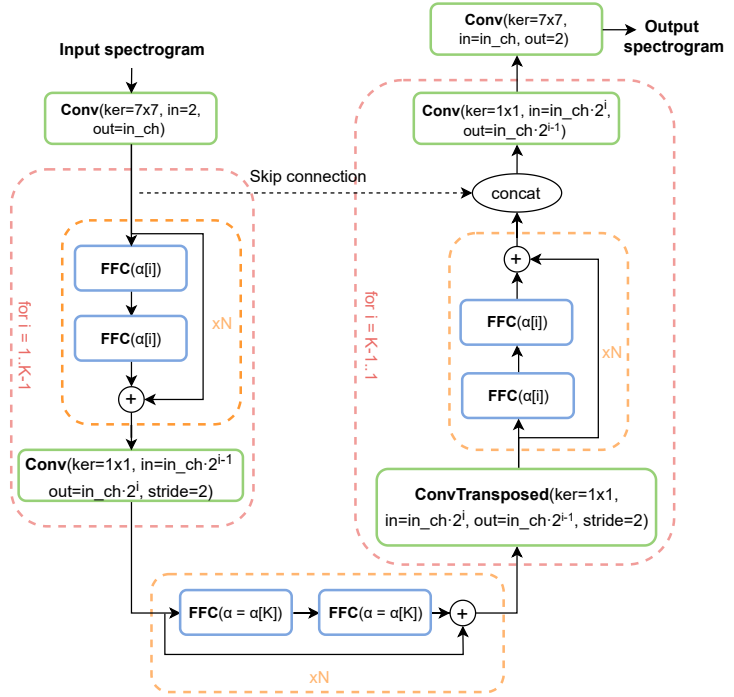 Input spectrogram
Conv(ker=7x7, in=2,
out=in_ch)
for i = 1..K-1
FFC(α[i])
FFC(α[i])
+
xN
Conv(ker=1x1, in=in_ch·2^i-1
out=in_ch·2^i, stride=2)
FFC(α = α[K])
FFC(α = α[K])
+
xN
ConvTransposed(ker=1x1,
in=in_ch·2^i, out=in_ch·2^i-1, stride=2)
for i = K-1..1
FFC(α[i])
FFC(α[i])
+
xN
Skip connection
concat
Conv(ker=1x1, in=in_ch·2^i,
out=in_ch·2^i-1)
Conv(ker=7x7,
in=in_ch, out=2)
Output
spectrogram